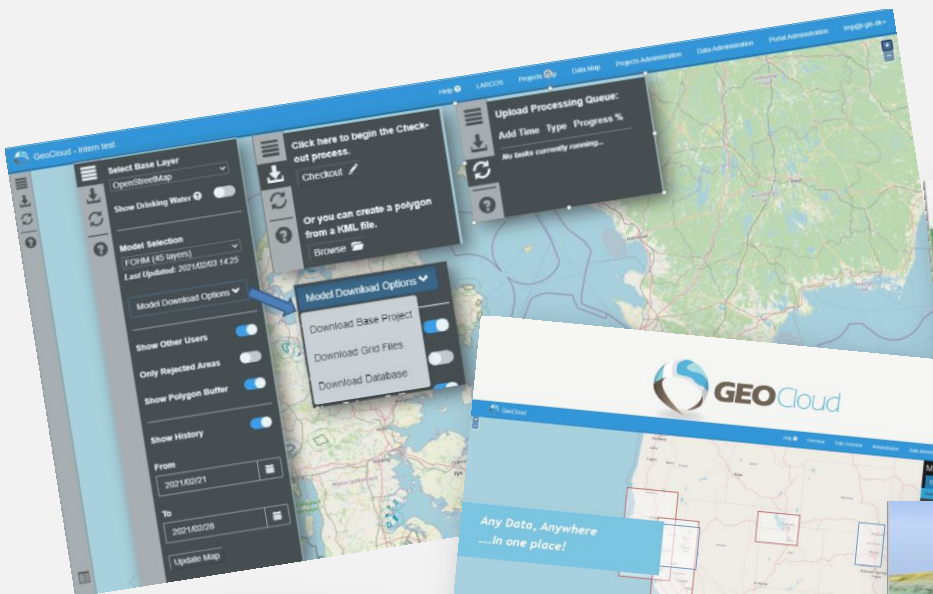 GeoCloud - Intern test
Help
LARCOS
Data Map
Projects Administration
Data Administration
Portal Administration
Select Base Layer
OpenStreetMap
Show Drinking Water
Model Selection
FOHM (45 layers)
Last Updated: 2021/02/03 14:25
Model Download Options
Show Other Users
Only Rejected Areas
Show Polygon Buffer
Show History
From
2021/02/21
To
2021/02/28
Update Map
Click here to begin the Check-
out process.
Checkout
Or you can create a polygon
from a KML file.
Browse
Upload Processing Queue:
Add Time Type Progress %
No tasks currently running...
Model Download Options
Download Base Project
Download Grid Files
Download Database
GEOCloud
GeoCloud
Help
Overview
Data Overview
Administration
Any Data, Anywhere
....In one place!